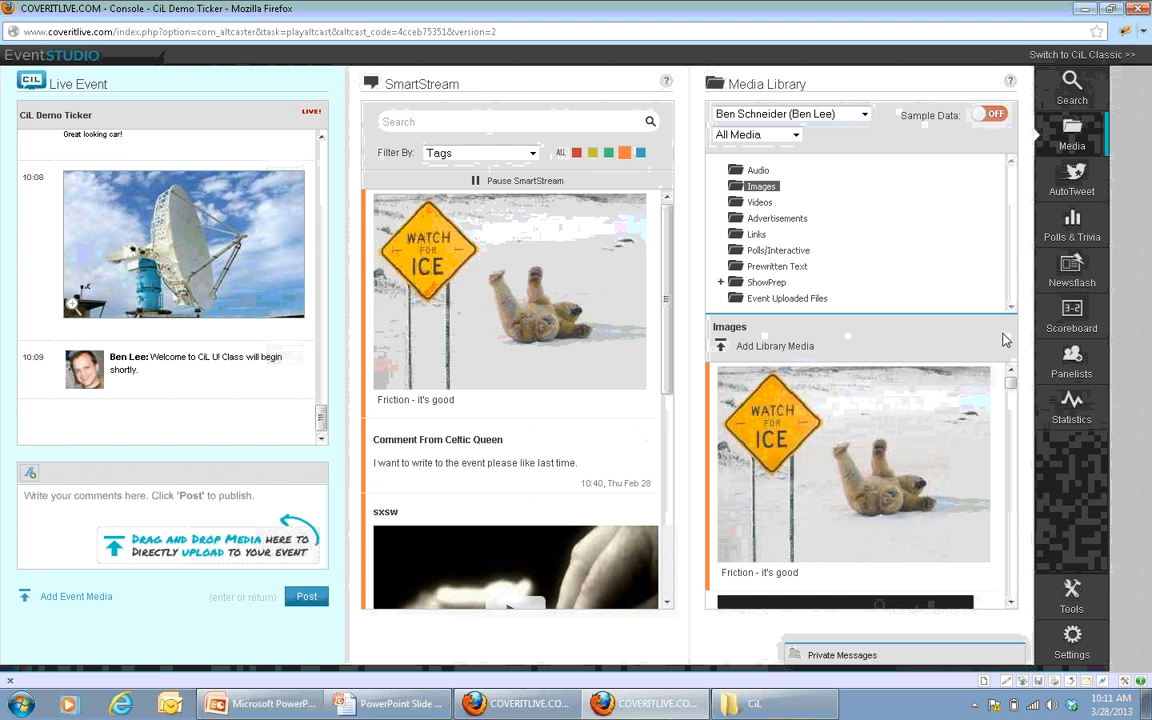 COVERITLIVE.COM - Console - CiL Demo Ticker - Mozilla Firefox
www.coveritlive.com/index.php?option=com_altcaster&task=playaltcast&altcast_code=4cceb75351&version=2
EventSTUDIO
Switch to CiL Classic >>
CiL Live Event
CiL Demo Ticker
LIVE!
Great looking car!
10:08
10:09
Ben Lee: Welcome to CiL U! Class will begin
shortly.
Write your comments here. Click 'Post' to publish.
Drag and Drop Media here to
directly upload to your event
Add Event Media
(enter or return)
Post
SmartStream
?
Search
Filter By:
Tags
ALL
Pause SmartStream
WATCH
FOR
ICE
Friction - it's good
Comment From Celtic Queen
I want to write to the event please like last time.
10:40, Thu Feb 28
sxsw
Media Library
?
Ben Schneider (Ben Lee)
Sample Data:
OFF
All Media
Audio
Images
Videos
Advertisements
Links
Polls/Interactive
Prewritten Text
+ ShowPrep
Event Uploaded Files
Images
Add Library Media
WATCH
FOR
ICE
Friction - it's good
Private Messages
Search
Media
AutoTweet
Polls & Trivia
Newsflash
3-2
Scoreboard
Panelists
Statistics
Tools
Settings
Microsoft PowerP...
PowerPoint Slide ...
COVERITLIVE.CO...
COVERITLIVE.CO...
CiL
10:11 AM
3/28/2013